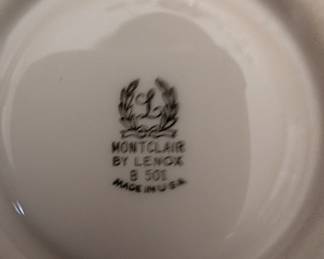 L
MONTCLAIR
BY LENOX
B 501
MADE IN U.S.A.